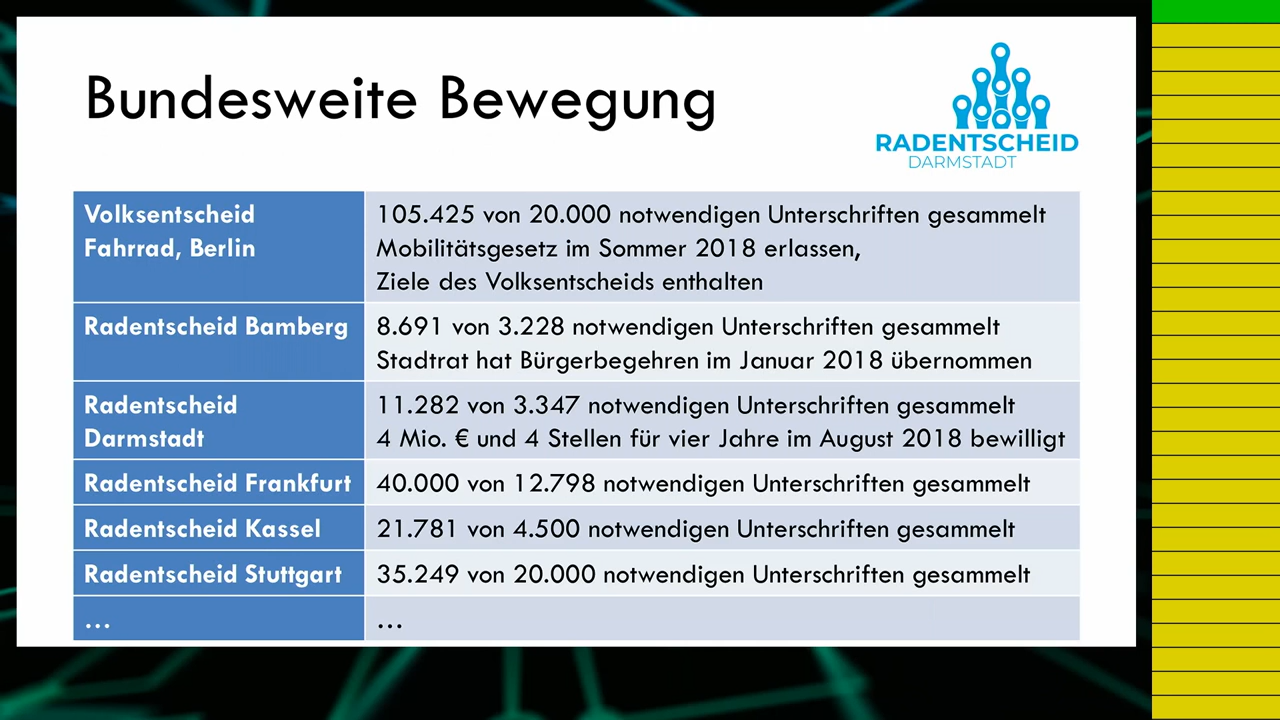 Bundesweite Bewegung
RADENTSCHEID
DARMSTADT
Volksentscheid
Fahrrad, Berlin
105.425 von 20.000 notwendigen Unterschriften gesammelt
Mobilitätsgesetz im Sommer 2018 erlassen,
Ziele des Volksentscheids enthalten
Radentscheid Bamberg
8.691 von 3.228 notwendigen Unterschriften gesammelt
Stadtrat hat Bürgerbegehren im Januar 2018 übernommen
Radentscheid
Darmstadt
11.282 von 3.347 notwendigen Unterschriften gesammelt
4 Mio. € und 4 Stellen für vier Jahre im August 2018 bewilligt
Radentscheid Frankfurt
40.000 von 12.798 notwendigen Unterschriften gesammelt
Radentscheid Kassel
21.781 von 4.500 notwendigen Unterschriften gesammelt
Radentscheid Stuttgart
35.249 von 20.000 notwendigen Unterschriften gesammelt
…
…